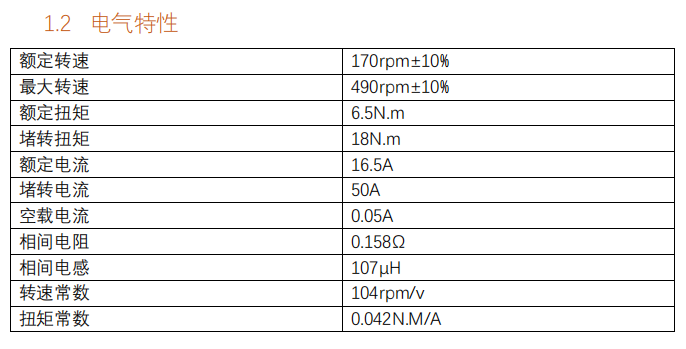 1.2 电气特性
额定转速 170rpm±10%
最大转速 490rpm±10%
额定扭矩 6.5N.m
堵转扭矩 18N.m
额定电流 16.5A
堵转电流 50A
空载电流 0.05A
相间电阻 0.158Ω
相间电感 107μH
转速常数 104rpm/v
扭矩常数 0.042N.M/A